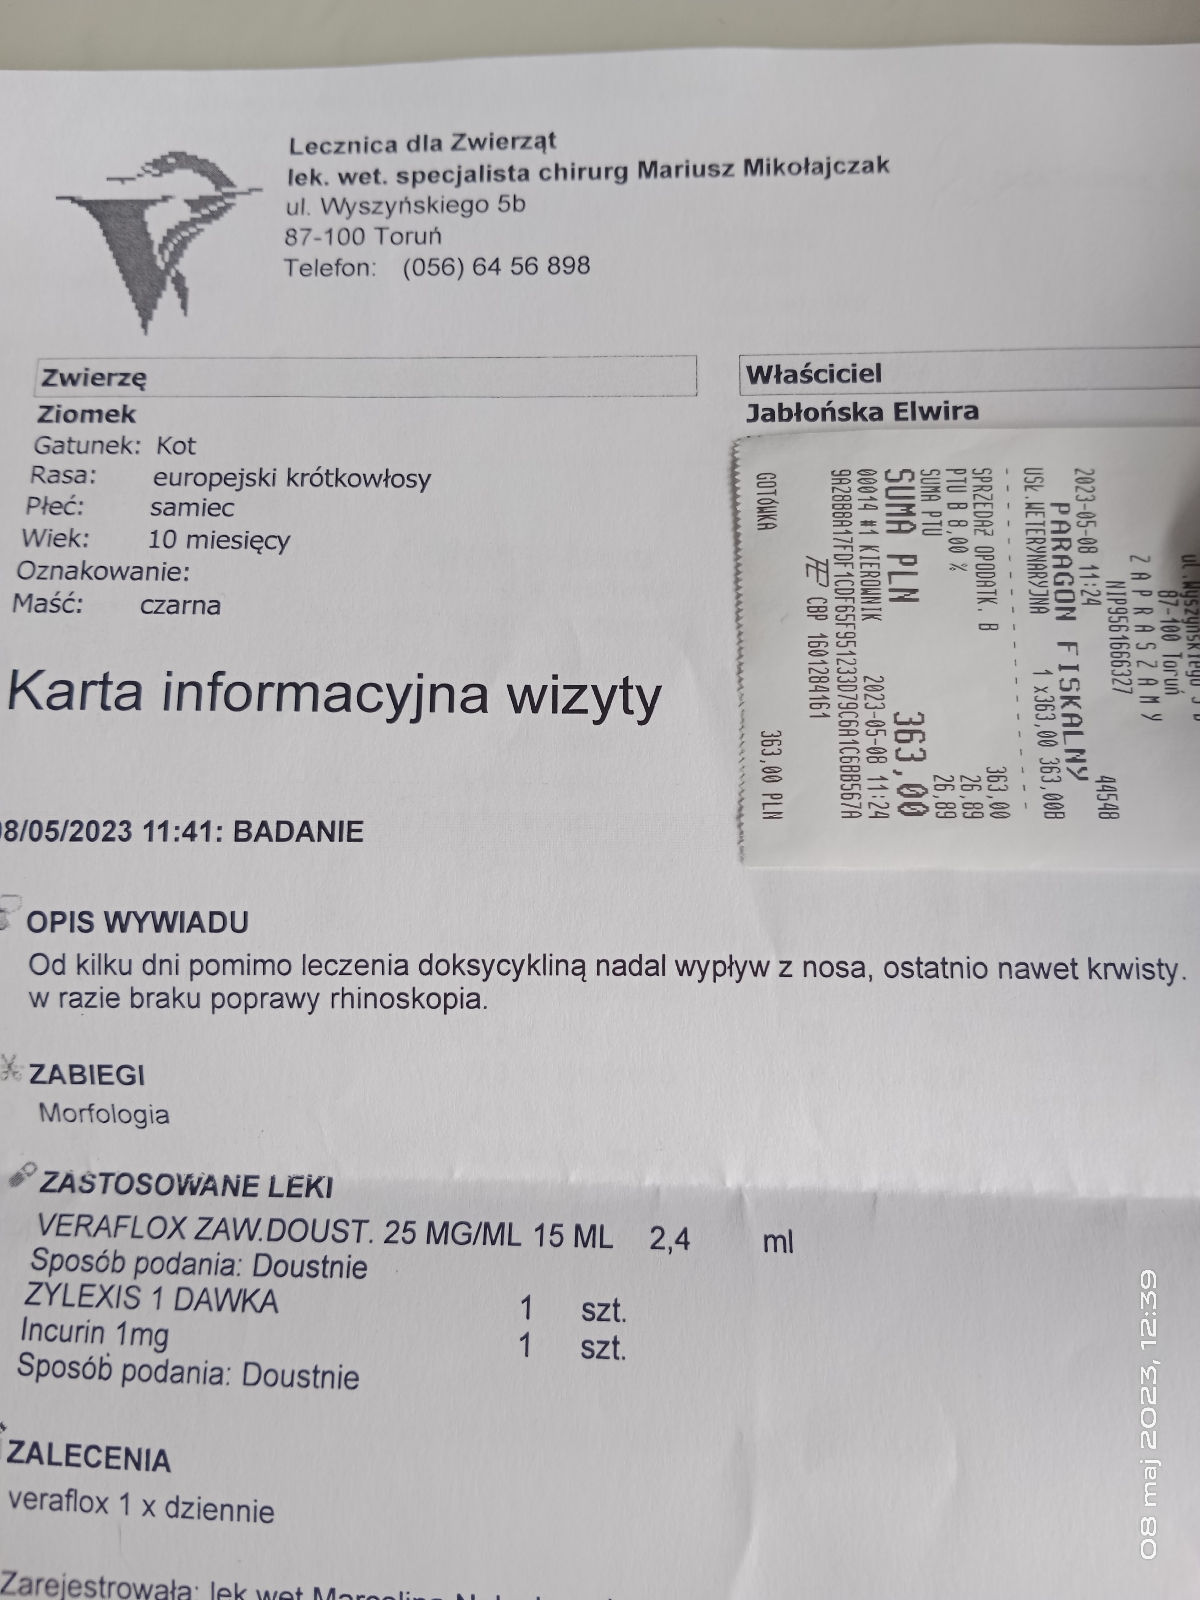 Lecznica dla Zwierząt
lek. wet. specjalista chirurg Mariusz Mikołajczak
ul. Wyszyńskiego 5b
87-100 Toruń
Telefon: (056) 64 56 898
Zwierzę
Ziomek
Gatunek: Kot
Rasa: europejski krótkowłosy
Płeć: samiec
Wiek: 10 miesięcy
Oznakowanie:
Maść: czarna
Właściciel
Jabłońska Elwira
ul.Wyszyńskiego,5 b
87-100 Toruń
Z A P R A S Z A M Y
NIP9561666327
2023-05-08 11:24 44548
PARAGON FISKALNY
USŁ.WETERYNARYJNA 1 x363,00 363,00B
SPRZEDAŻ OPODATK. B 363,00
PTU B 8,00 % 26,89
SUMA PTU 26,89
SUMA PLN 363,00
00014 #1 KIEROWNIK 2023-05-08 11:24
9A28B8A17FDF1CDF65F951233D79C6A1C6BB567A
CBP 1601284161
GOTÓWKA 363,00 PLN
Karta informacyjna wizyty
08/05/2023 11:41: BADANIE
OPIS WYWIADU
Od kilku dni pomimo leczenia doksycykliną nadal wypływ z nosa, ostatnio nawet krwisty.
w razie braku poprawy rhinoskopia.
ZABIEGI
Morfologia
ZASTOSOWANE LEKI
VERAFLOX ZAW.DOUST. 25 MG/ML 15 ML 2,4 ml
Sposób podania: Doustnie
ZYLEXIS 1 DAWKA 1 szt.
Incurin 1mg 1 szt.
Sposób podania: Doustnie
ZALECENIA
veraflox 1 x dziennie
Zarejestrowała: lek wet
08 maj 2023, 12:39